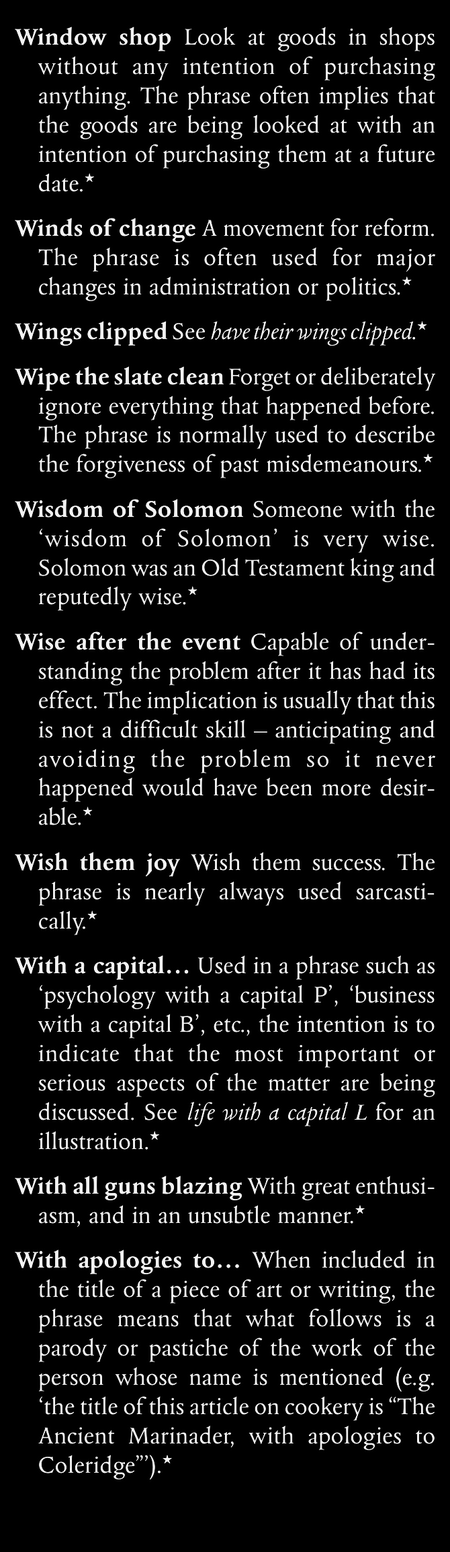 Window shop Look at goods in shops
without any intention of purchasing
anything. The phrase often implies that
the goods are being looked at with an
intention of purchasing them at a future
date.★
Winds of change A movement for reform.
The phrase is often used for major
changes in administration or politics.★
Wings clipped See have their wings clipped.★
Wipe the slate clean Forget or deliberately
ignore everything that happened before.
The phrase is normally used to describe
the forgiveness of past misdemeanours.★
Wisdom of Solomon Someone with the
‘wisdom of Solomon’ is very wise.
Solomon was an Old Testament king and
reputedly wise.★
Wise after the event Capable of under-
standing the problem after it has had its
effect. The implication is usually that this
is not a difficult skill – anticipating and
avoiding the problem so it never
happened would have been more desir-
able.★
Wish them joy Wish them success. The
phrase is nearly always used sarcasti-
cally.★
With a capital… Used in a phrase such as
‘psychology with a capital P’, ‘business
with a capital B’, etc., the intention is to
indicate that the most important or
serious aspects of the matter are being
discussed. See life with a capital L for an
illustration.★
With all guns blazing With great enthusi-
asm, and in an unsubtle manner.★
With apologies to… When included in
the title of a piece of art or writing, the
phrase means that what follows is a
parody or pastiche of the work of the
person whose name is mentioned (e.g.
‘the title of this article on cookery is “The
Ancient Marinader, with apologies to
Coleridge”’).★